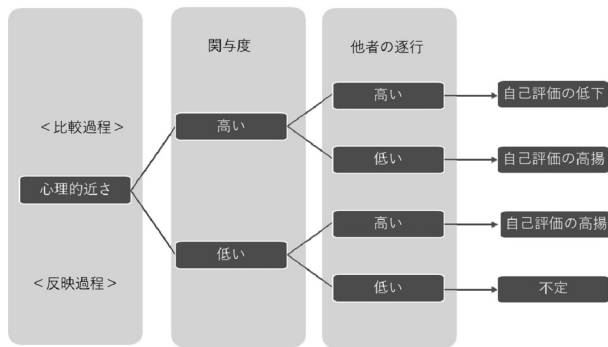 関与度
他者の遂行
＜比較過程＞
心理的近さ
＜反映過程＞
高い
低い
高い
低い
高い
低い
自己評価の低下
自己評価の高揚
自己評価の高揚
不定